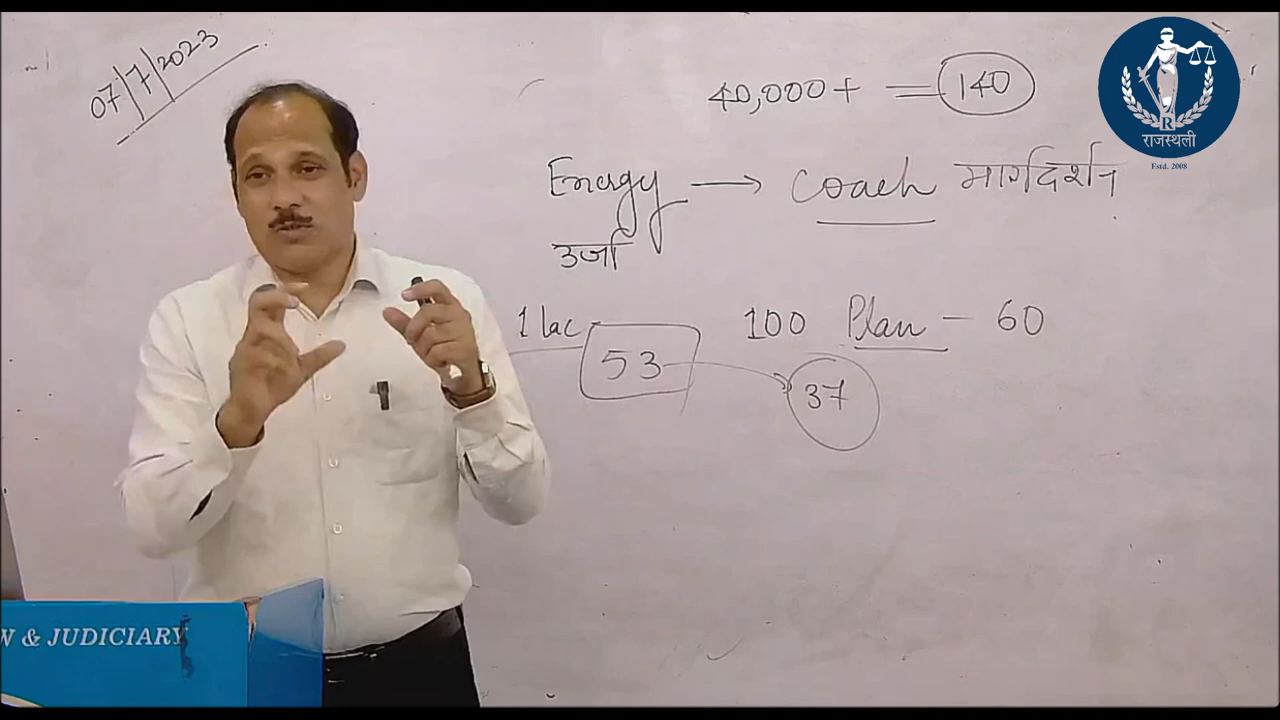 07/7/2023
40,000+ = 140
Energy → coach मार्गदर्शन
उर्जा
1 lac 53 100 Plan - 60
37
R
राजस्थली
Estd. 2008
W & JUDICIARY